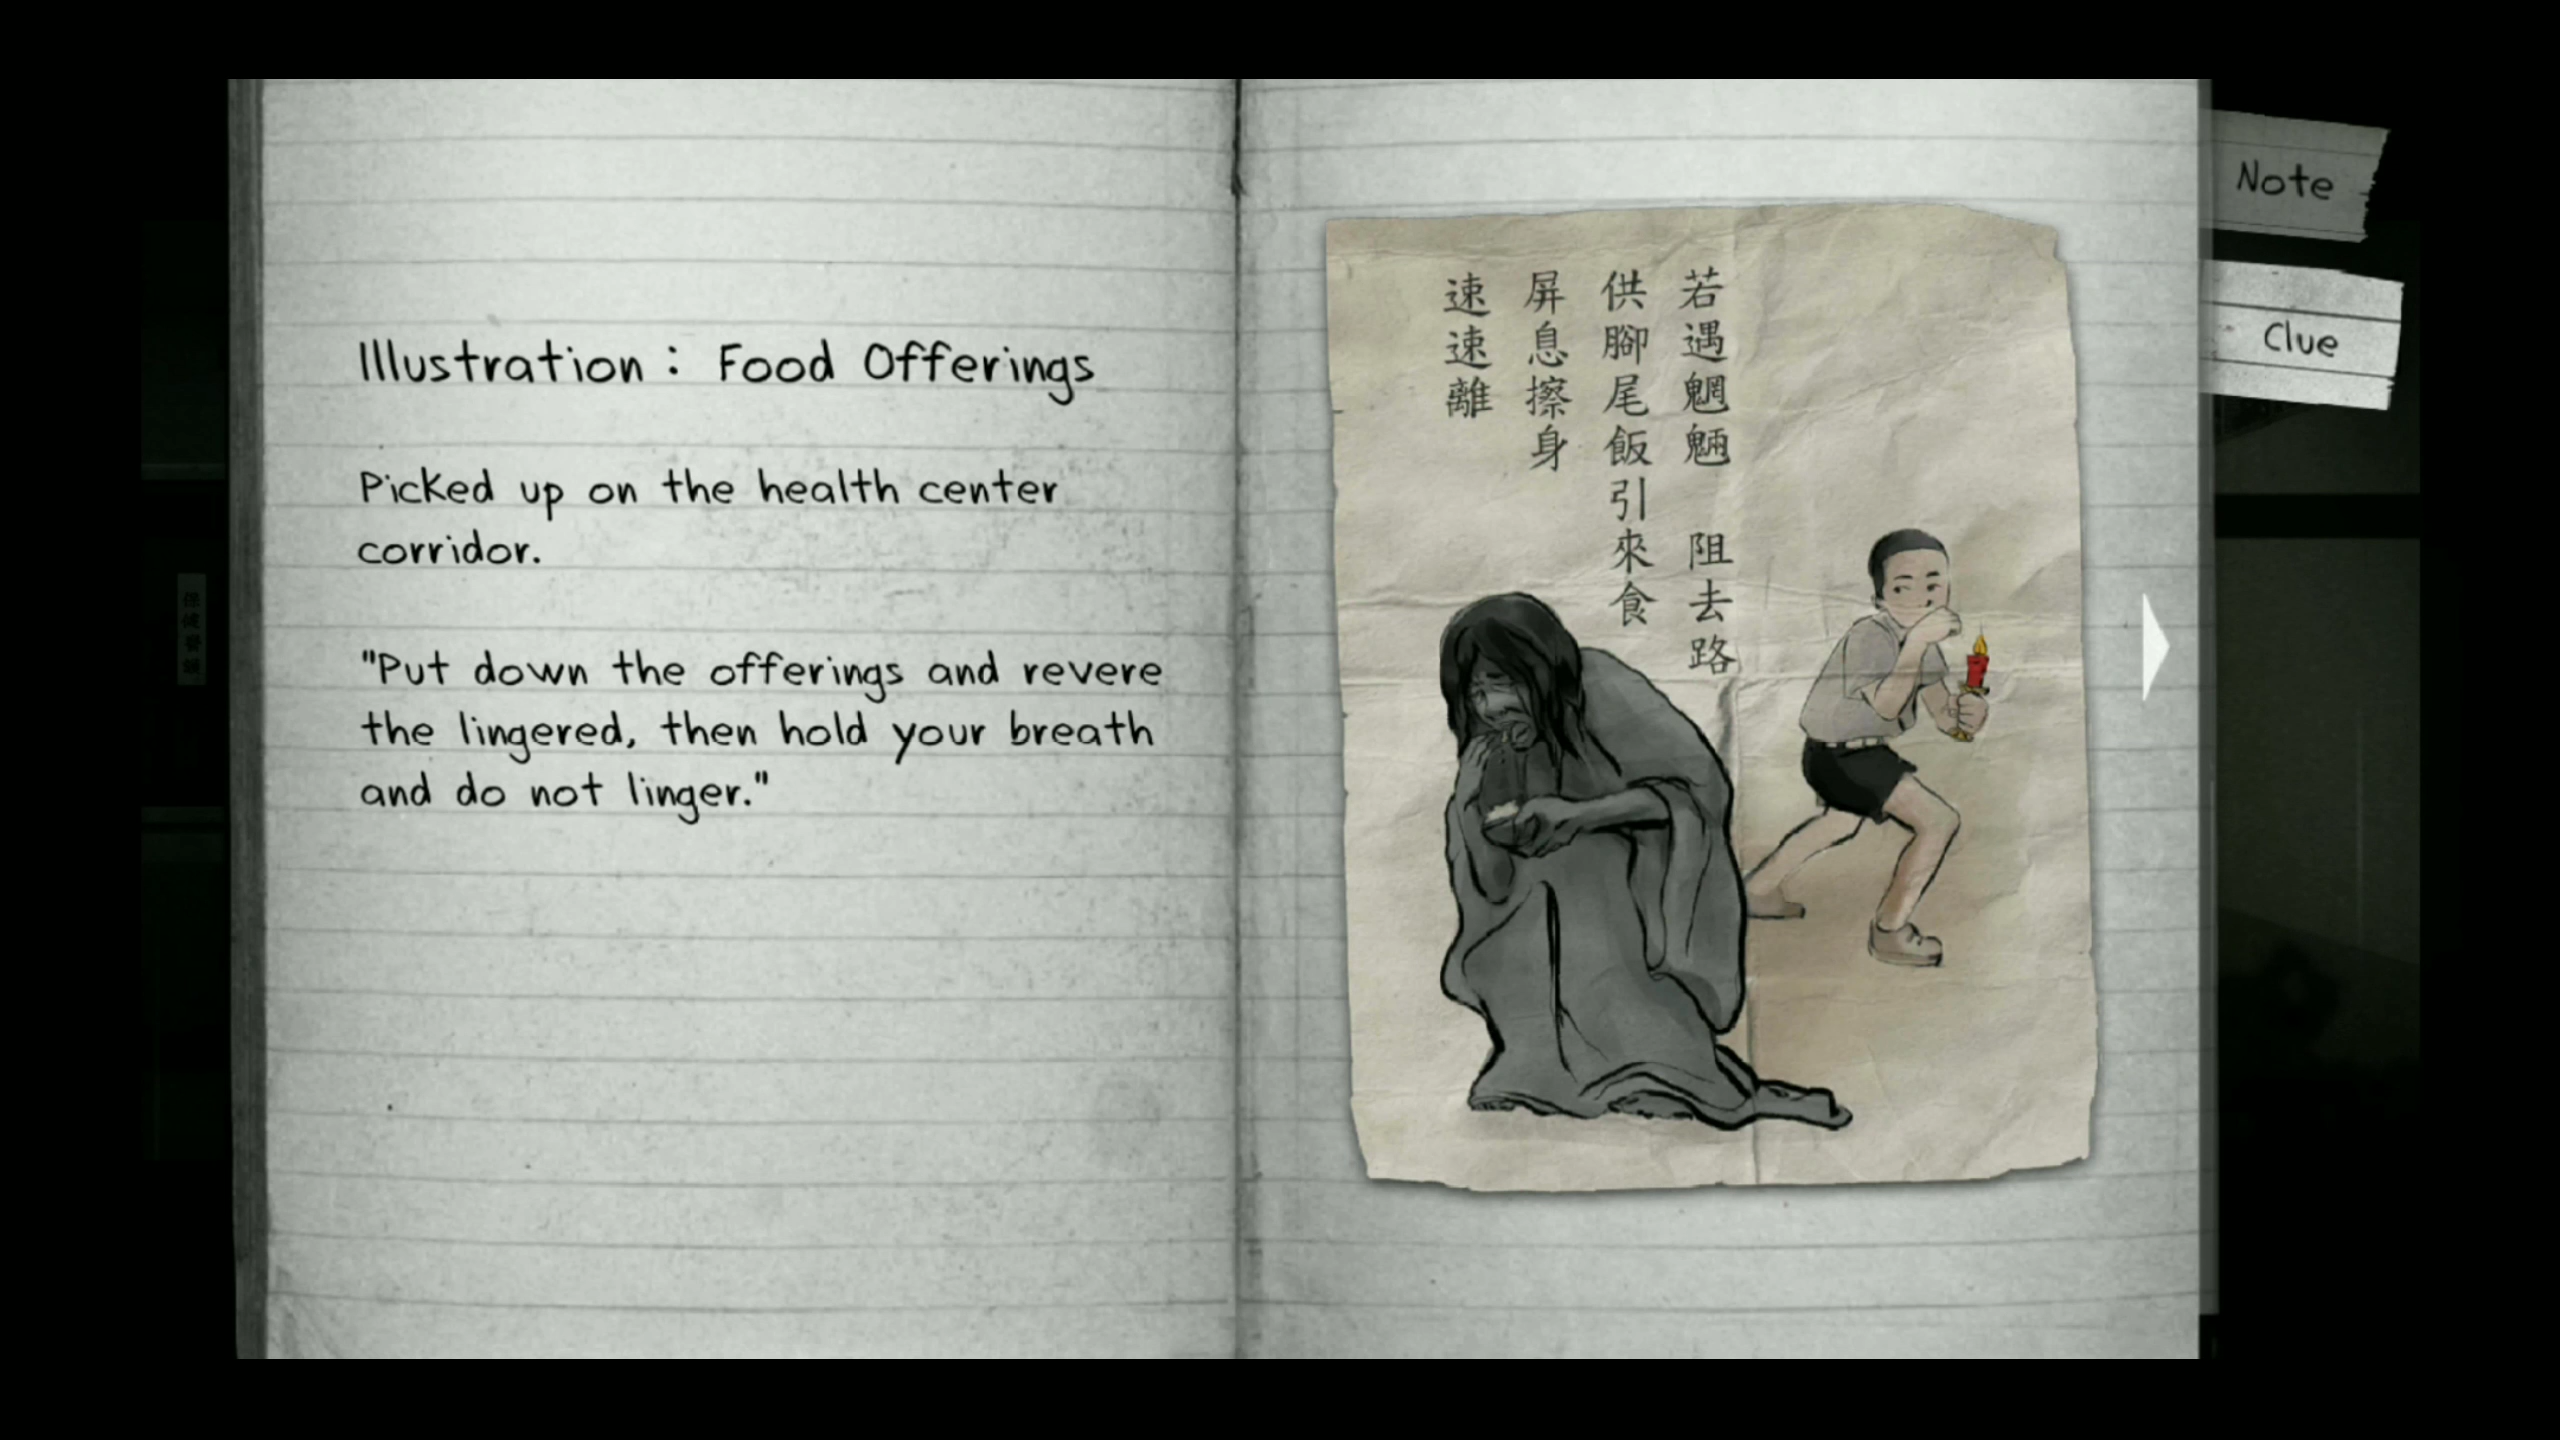 Illustration : Food Offerings
Picked up on the health center
corridor.
"Put down the offerings and revere
the lingered, then hold your breath
and do not linger."
若遇魍魎 阻去路
供腳尾飯引來食
屏息擦身
速速離
Note
Clue